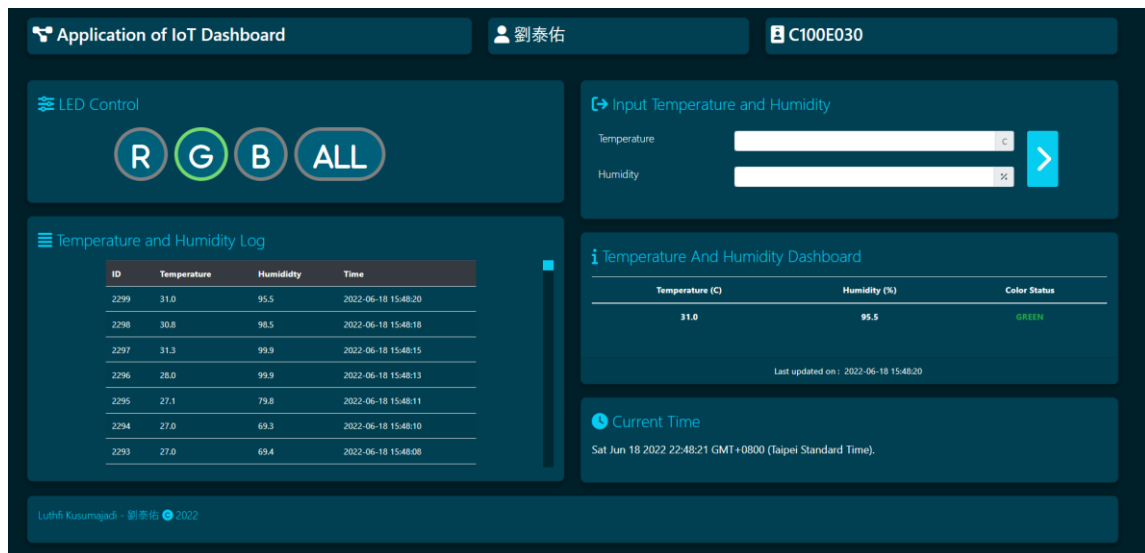 Application of IoT Dashboard
劉泰佑
C100E030
LED Control
R G B ALL
Input Temperature and Humidity
Temperature C
Humidity %
Temperature and Humidity Log
ID Temperature Humididty Time
2299 31.0 95.5 2022-06-18 15:48:20
2298 30.8 98.5 2022-06-18 15:48:18
2297 31.3 99.9 2022-06-18 15:48:15
2296 28.0 99.9 2022-06-18 15:48:13
2295 27.1 79.8 2022-06-18 15:48:11
2294 27.0 69.3 2022-06-18 15:48:10
2293 27.0 69.4 2022-06-18 15:48:08
Temperature And Humidity Dashboard
Temperature (C) Humidity (%) Color Status
31.0 95.5 GREEN
Last updated on : 2022-06-18 15:48:20
Current Time
Sat Jun 18 2022 22:48:21 GMT+0800 (Taipei Standard Time).
Luthfi Kusumajadi - 劉泰佑 © 2022